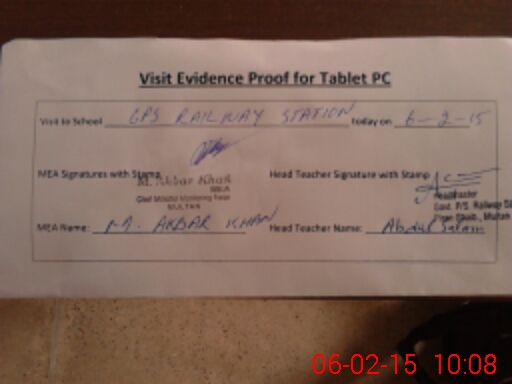 Visit Evidence Proof for Tablet PC
Visit to School GPS RAILWAY STATION today on 6-2-15
MEA Signatures with Stamp Head Teacher Signature with Stamp
M. Akbar Khan
MEA
MULTAN
Headmaster
Govt. P/S. Railway
Multan
MEA Name: M. AKBAR KHAN Head Teacher Name: Abdul Salam
06-02-15 10:08